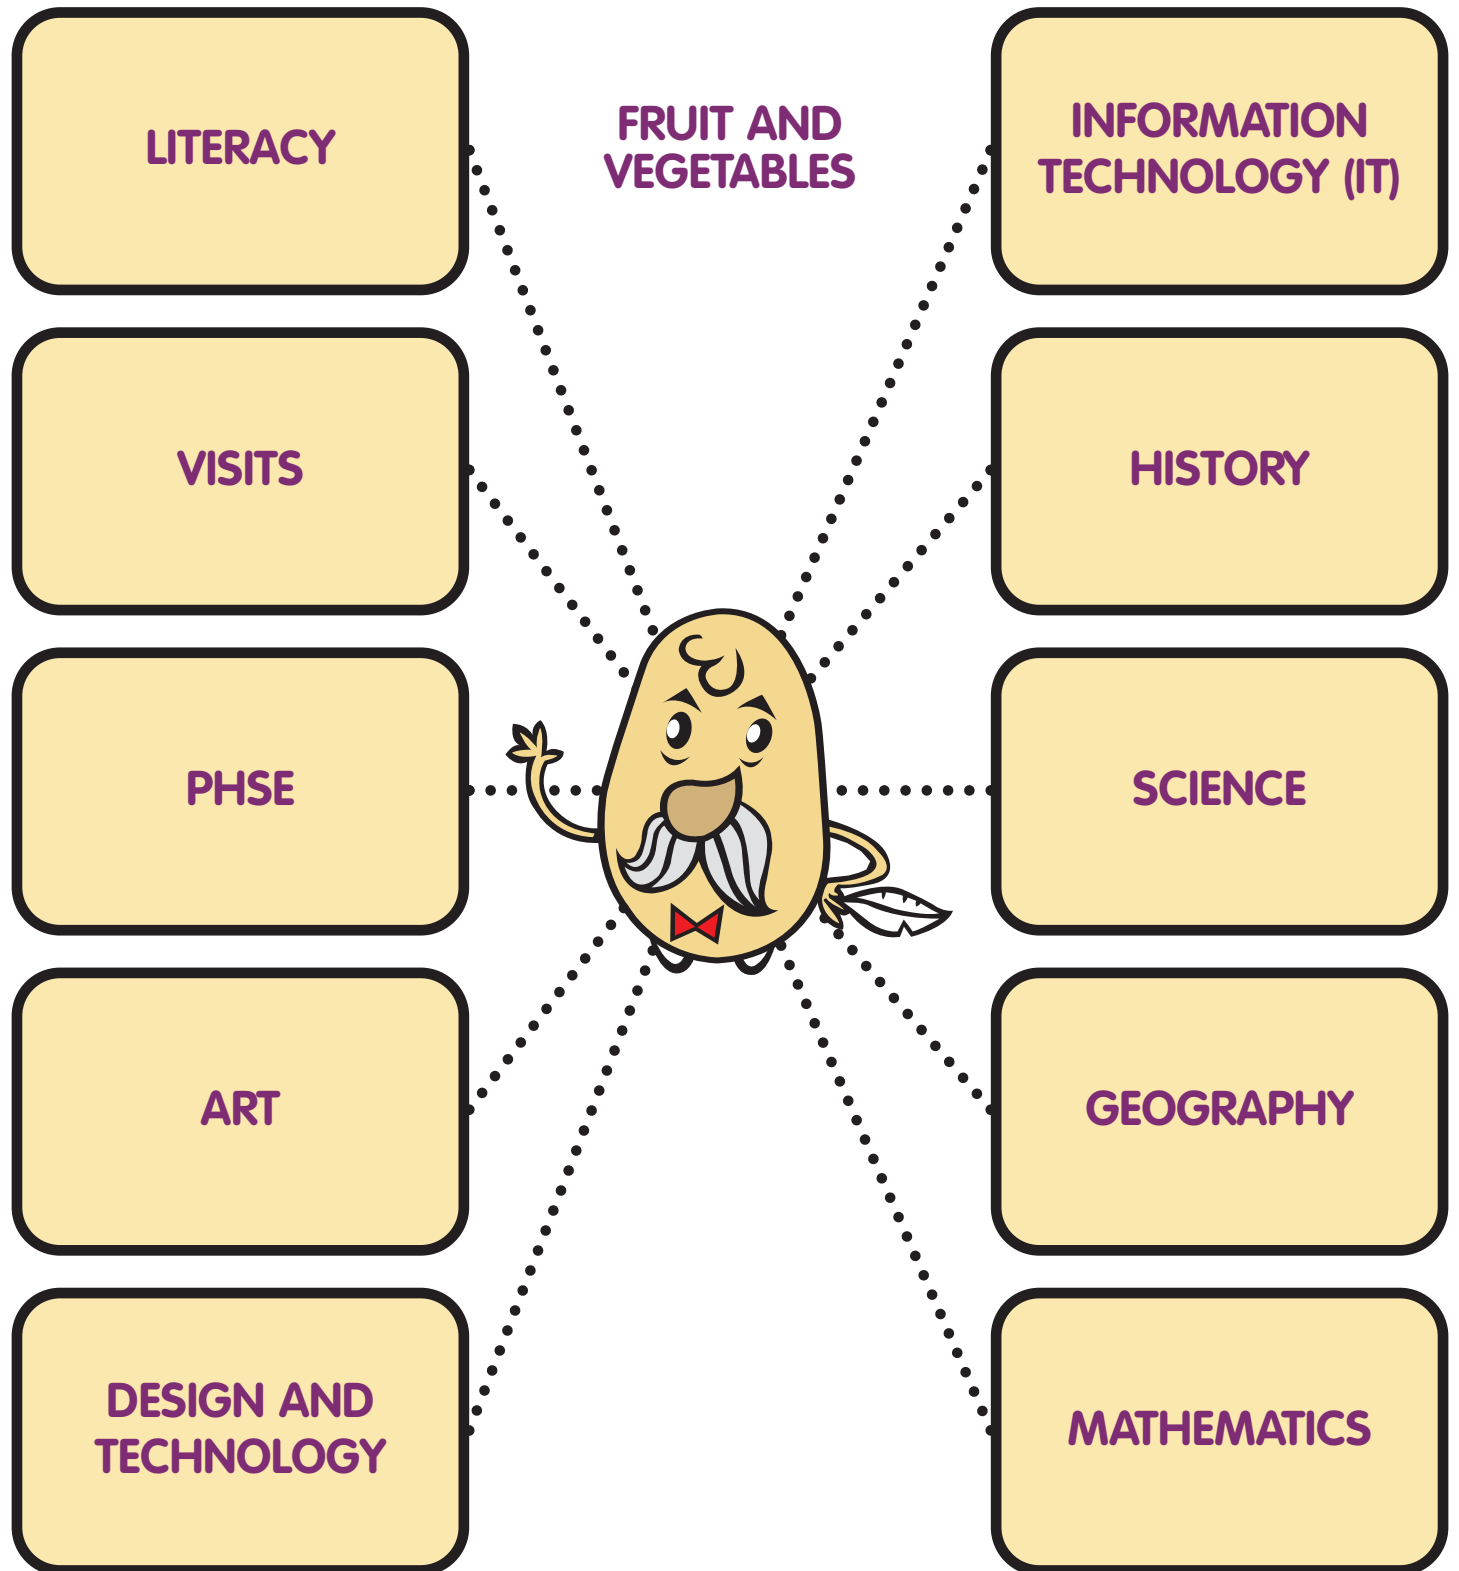 FRUIT AND
VEGETABLES
LITERACY
VISITS
PHSE
ART
DESIGN AND
TECHNOLOGY
INFORMATION
TECHNOLOGY (IT)
HISTORY
SCIENCE
GEOGRAPHY
MATHEMATICS